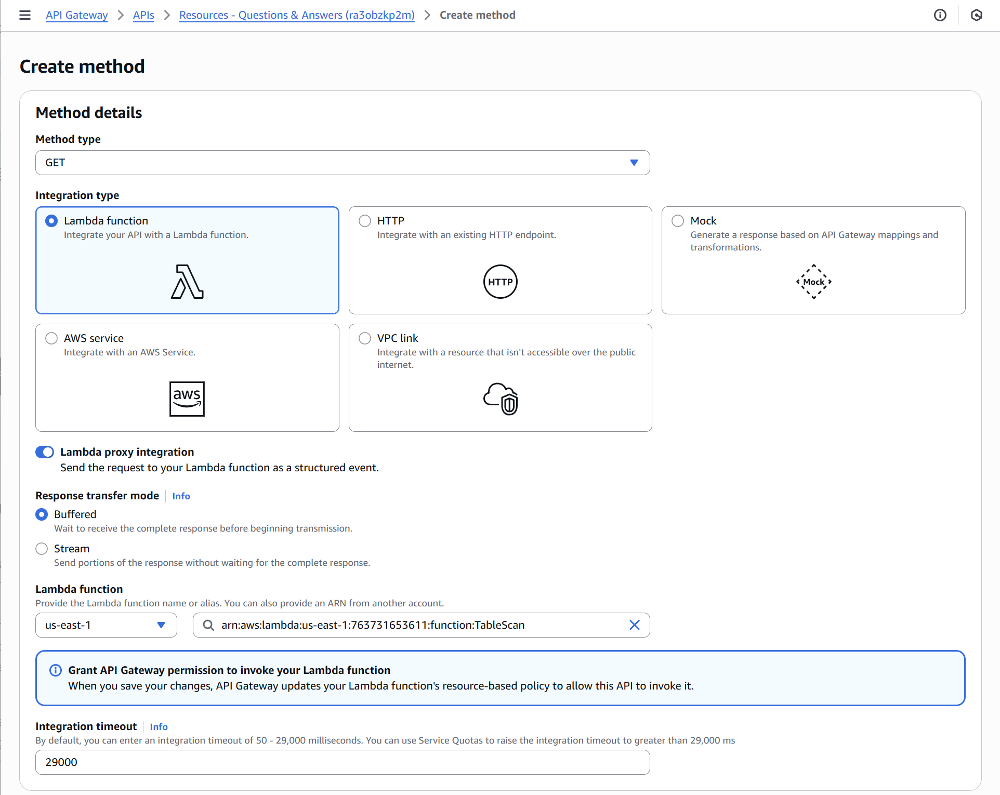 API Gateway > APIs > Resources - Questions & Answers (ra3obzkp2m) > Create method
Create method
Method details
Method type
GET
Integration type
Lambda function
Integrate your API with a Lambda function.
HTTP
Integrate with an existing HTTP endpoint.
HTTP
Mock
Generate a response based on API Gateway mappings and
transformations.
Mock
AWS service
Integrate with an AWS Service.
aws
VPC link
Integrate with a resource that isn't accessible over the public
internet.
Lambda proxy integration
Send the request to your Lambda function as a structured event.
Response transfer mode Info
Buffered
Wait to receive the complete response before beginning transmission.
Stream
Send portions of the response without waiting for the complete response.
Lambda function
Provide the Lambda function name or alias. You can also provide an ARN from another account.
us-east-1 arn:aws:lambda:us-east-1:763731653611:function:TableScan
Grant API Gateway permission to invoke your Lambda function
When you save your changes, API Gateway updates your Lambda function's resource-based policy to allow this API to invoke it.
Integration timeout Info
By default, you can enter an integration timeout of 50 - 29,000 milliseconds. You can use Service Quotas to raise the integration timeout to greater than 29,000 ms
29000